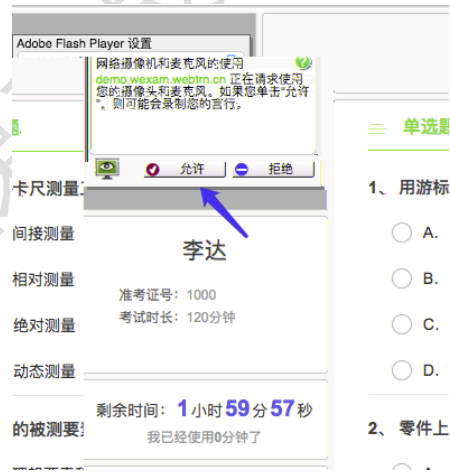 Adobe Flash Player 设置
网络摄像机和麦克风的使用
demo.wexam.webtrn.cn 正在请求使用
您的摄像头和麦克风。如果您单击“允许
”，则可能会录制您的言行。
允许
拒绝
题
卡尺测量
间接测量
相对测量
绝对测量
动态测量
的被测要
李达
准考证号：1000
考试时长：120分钟
剩余时间：1小时59分57秒
我已经使用0分钟了
单选题
1、 用游标
A.
B.
C.
D.
2、 零件上